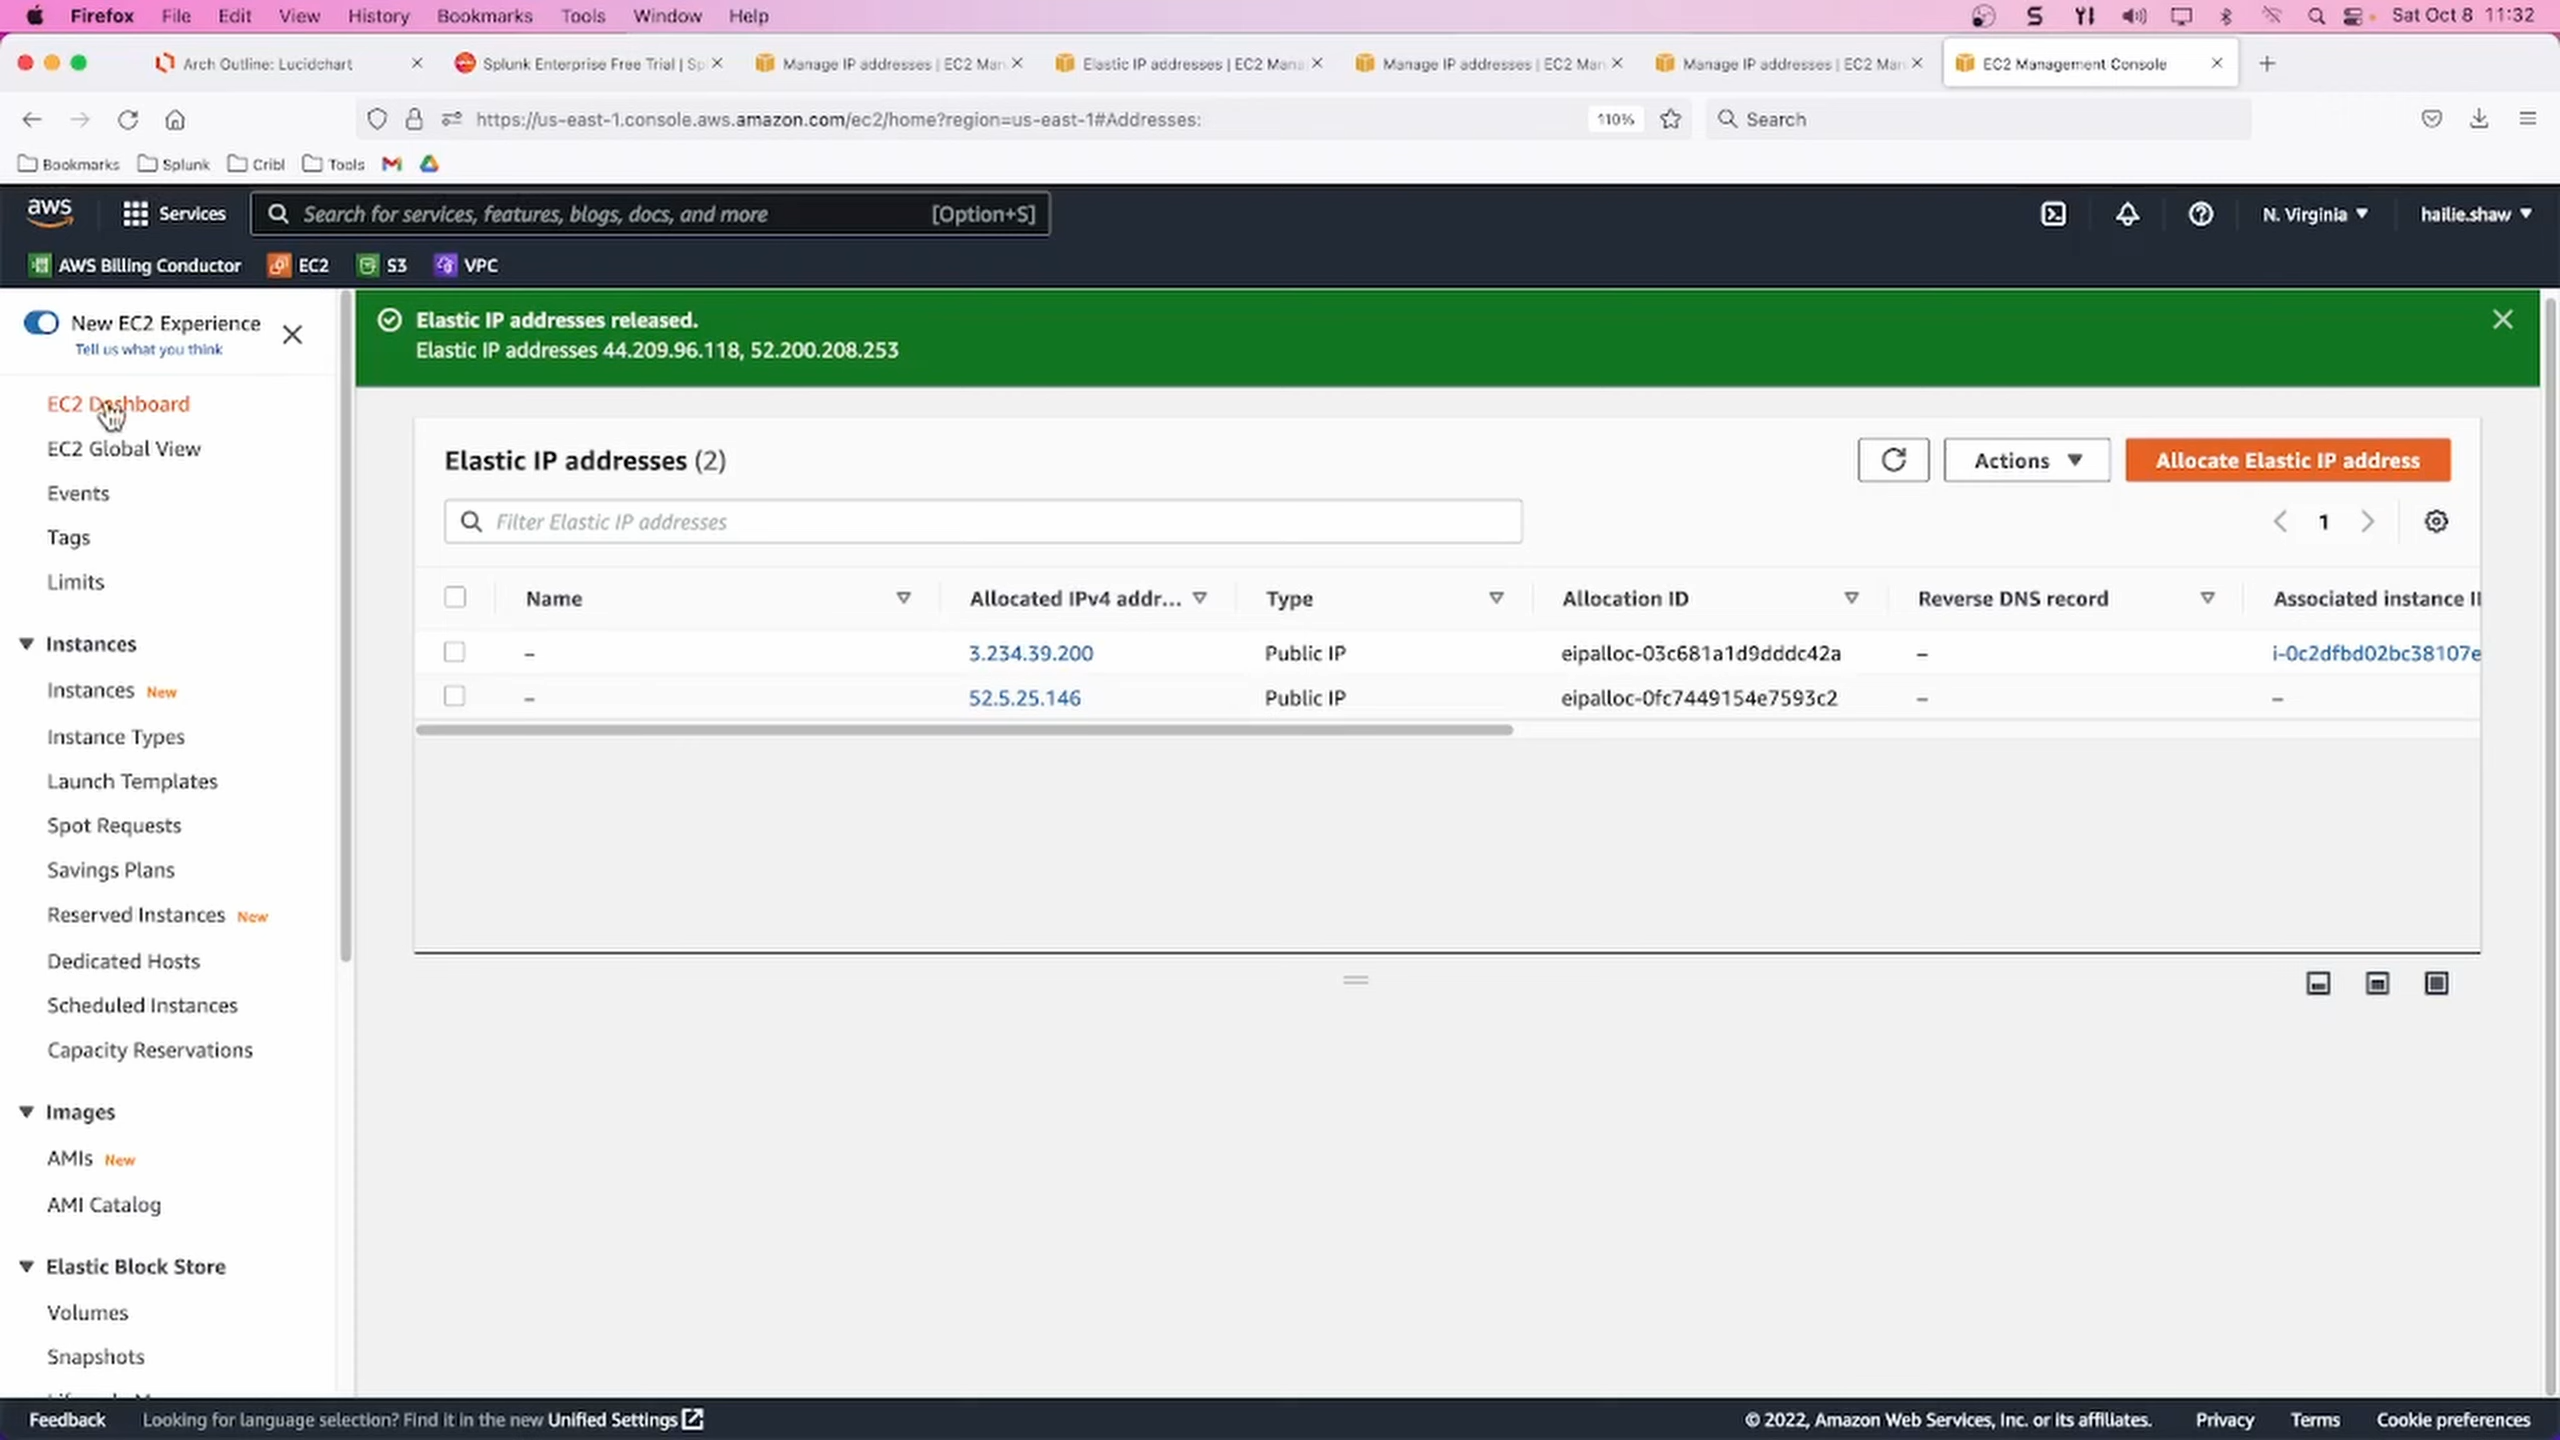 Firefox File Edit View History Bookmarks Tools Window Help Sat Oct 8 11:32
Arch Outline: Lucidchart Splunk Enterprise Free Trial | Sp Manage IP addresses | EC2 Man Elastic IP addresses | EC2 Mana Manage IP addresses | EC2 Man Manage IP addresses | EC2 Man EC2 Management Console
https://us-east-1.console.aws.amazon.com/ec2/home?region=us-east-1#Addresses: 110% Search
Bookmarks Splunk Cribl Tools
aws Services Search for services, features, blogs, docs, and more [Option+S] N. Virginia hailie.shaw
AWS Billing Conductor EC2 S3 VPC
New EC2 Experience
Tell us what you think
EC2 Dashboard
EC2 Global View
Events
Tags
Limits
Instances
Instances New
Instance Types
Launch Templates
Spot Requests
Savings Plans
Reserved Instances New
Dedicated Hosts
Scheduled Instances
Capacity Reservations
Images
AMIs New
AMI Catalog
Elastic Block Store
Volumes
Snapshots
Elastic IP addresses released.
Elastic IP addresses 44.209.96.118, 52.200.208.253
Elastic IP addresses (2) Actions Allocate Elastic IP address
Filter Elastic IP addresses 1
Name Allocated IPv4 addr... Type Allocation ID Reverse DNS record Associated instance I
– 3.234.39.200 Public IP eipalloc-03c681a1d9dddc42a – i-0c2dfbd02bc38107e
– 52.5.25.146 Public IP eipalloc-0fc7449154e7593c2 – –
Feedback Looking for language selection? Find it in the new Unified Settings © 2022, Amazon Web Services, Inc. or its affiliates. Privacy Terms Cookie preferences